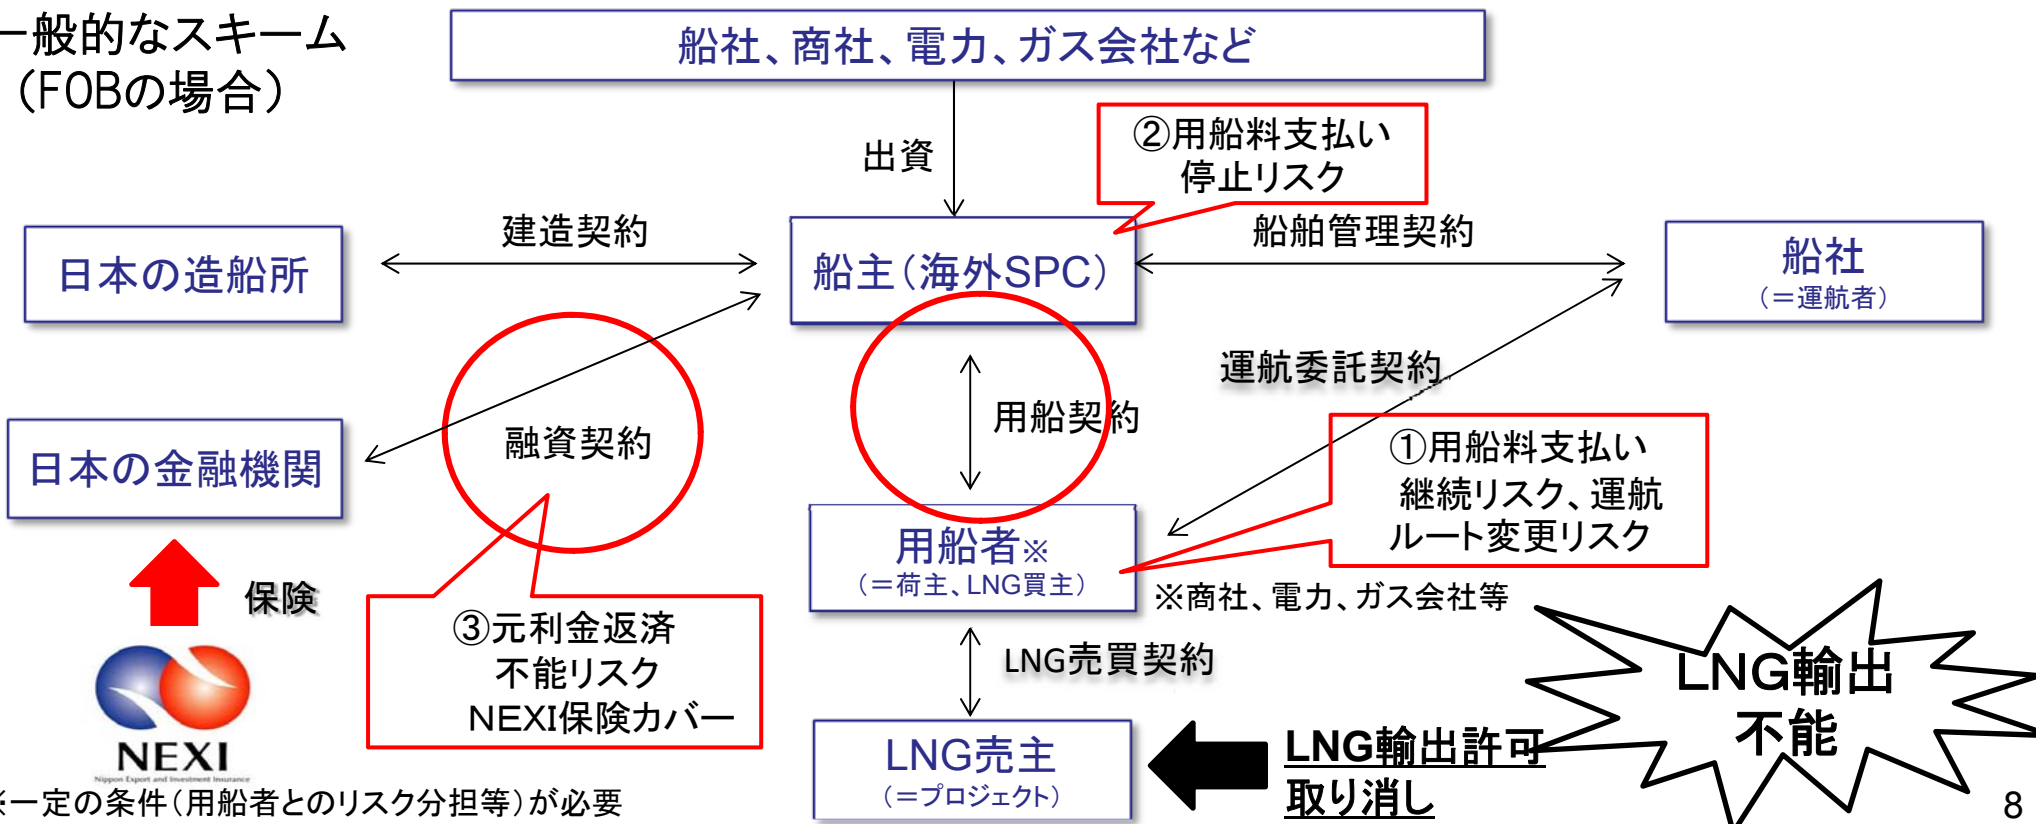 一般的なスキーム
（FOBの場合）
船社、商社、電力、ガス会社など
出資
②用船料支払い
停止リスク
日本の造船所
建造契約
船主（海外SPC）
船舶管理契約
船社
（＝運航者）
運航委託契約
日本の金融機関
融資契約
用船契約
①用船料支払い
継続リスク、運航
ルート変更リスク
用船者※
（＝荷主、LNG買主）
※商社、電力、ガス会社等
保険
③元利金返済
不能リスク
NEXI保険カバー
LNG売買契約
LNG輸出
不能
NEXI
Nippon Export and Investment Insurance
LNG売主
（＝プロジェクト）
LNG輸出許可
取り消し
※一定の条件（用船者とのリスク分担等）が必要
8